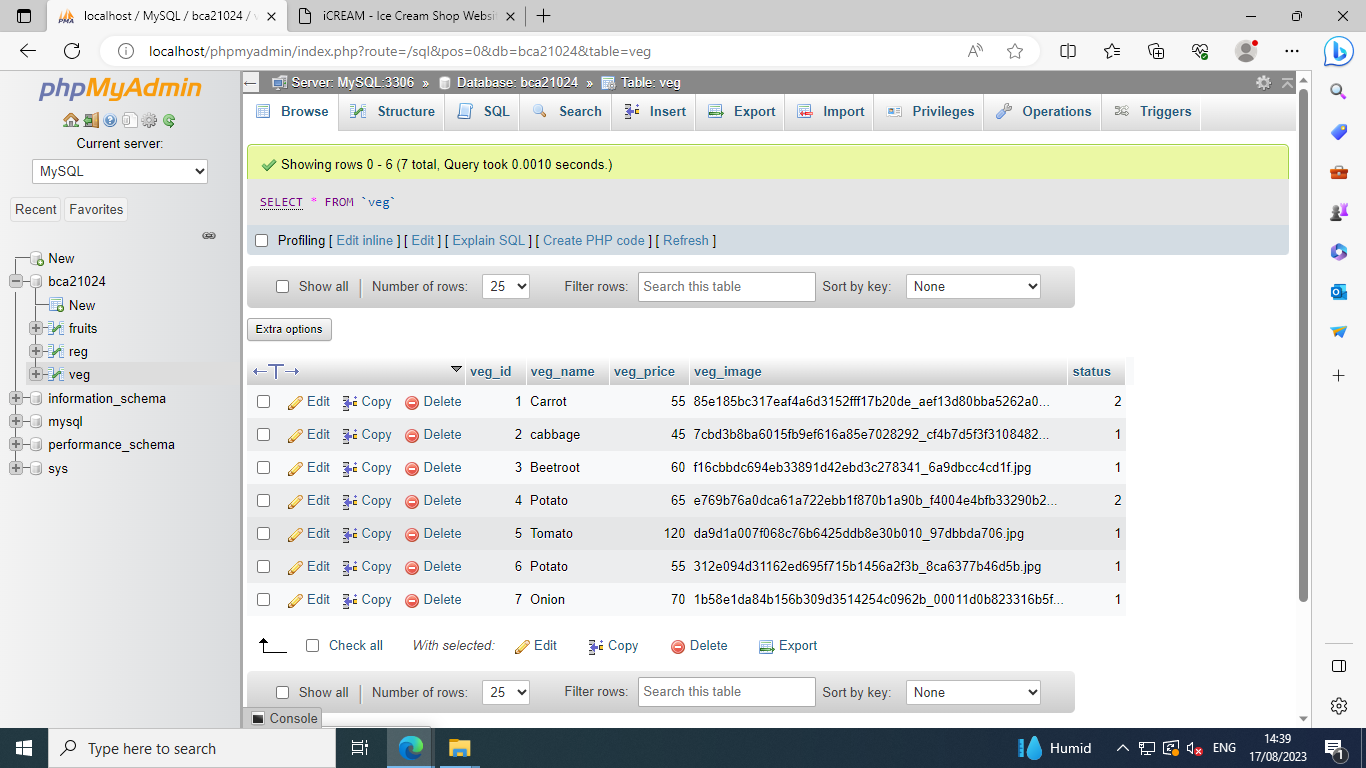 localhost / MySQL / bca21024 / v
iCREAM - Ice Cream Shop Websi
localhost/phpmyadmin/index.php?route=/sql&pos=0&db=bca21024&table=veg
phpMyAdmin
Current server:
MySQL
Recent Favorites
New
bca21024
New
fruits
reg
veg
information_schema
mysql
performance_schema
sys
Server: MySQL:3306 » Database: bca21024 » Table: veg
Browse Structure SQL Search Insert Export Import Privileges Operations Triggers
Showing rows 0 - 6 (7 total, Query took 0.0010 seconds.)
SELECT * FROM `veg`
Profiling [ Edit inline ] [ Edit ] [ Explain SQL ] [ Create PHP code ] [ Refresh ]
Show all Number of rows: 25 Filter rows: Search this table Sort by key: None
Extra options
veg_id veg_name veg_price veg_image status
Edit Copy Delete 1 Carrot 55 85e185bc317eaf4a6d3152fff17b20de_aef13d80bba5262a0... 2
Edit Copy Delete 2 cabbage 45 7cbd3b8ba6015fb9ef616a85e7028292_cf4b7d5f3f3108482... 1
Edit Copy Delete 3 Beetroot 60 f16cbbdc694eb33891d42ebd3c278341_6a9dbcc4cd1f.jpg 1
Edit Copy Delete 4 Potato 65 e769b76a0dca61a722ebb1f870b1a90b_f4004e4bfb33290b2... 2
Edit Copy Delete 5 Tomato 120 da9d1a007f068c76b6425ddb8e30b010_97dbbda706.jpg 1
Edit Copy Delete 6 Potato 55 312e094d31162ed695f715b1456a2f3b_8ca6377b46d5b.jpg 1
Edit Copy Delete 7 Onion 70 1b58e1da84b156b309d3514254c0962b_00011d0b823316b5f... 1
Check all With selected: Edit Copy Delete Export
Show all Number of rows: 25 Filter rows: Search this table Sort by key: None
Console
Type here to search
Humid
ENG
14:39
17/08/2023
1